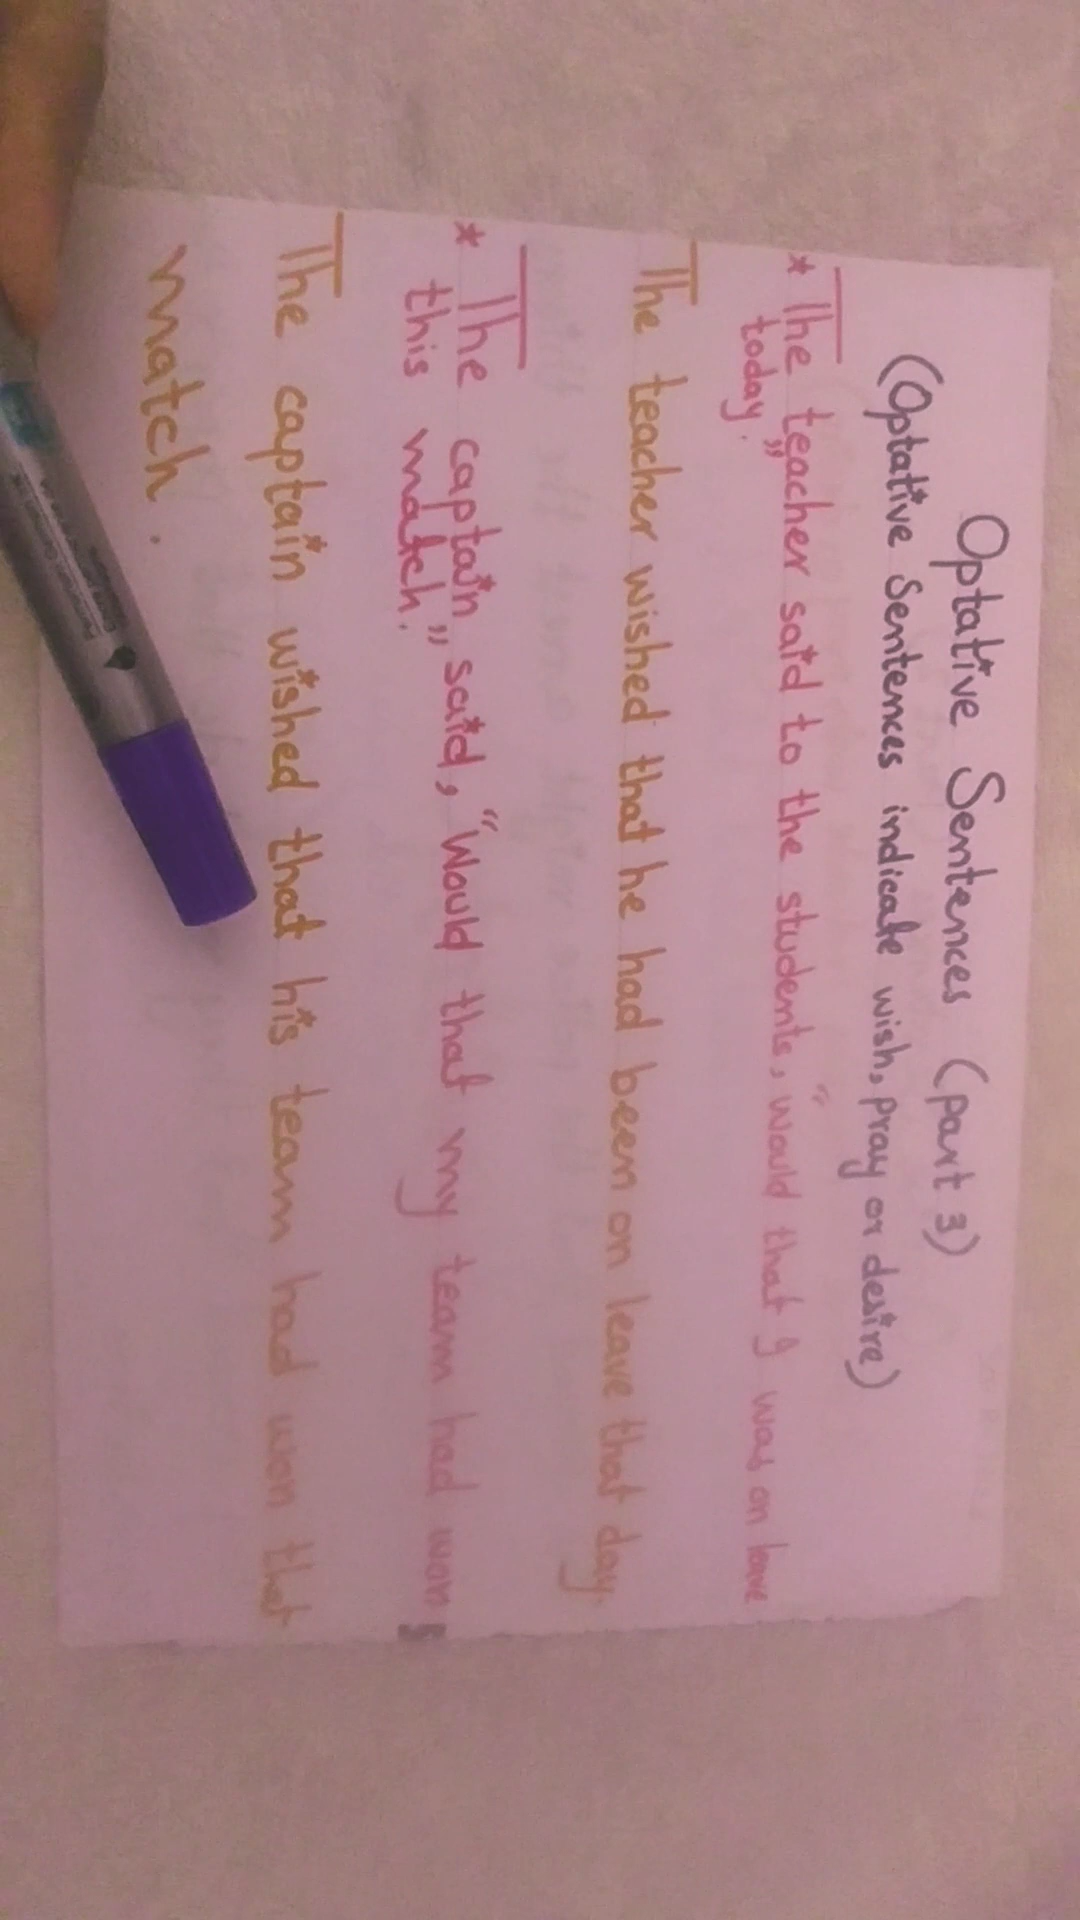 Optative Sentences (part 3)
(Optative Sentences indicate wish, pray or desire)
* The teacher said to the students, "would that I was on leave
today."
The teacher wished that he had been on leave that day.
* The captain said, "Would that my team had won
this match."
The captain wished that his team had won that
match.